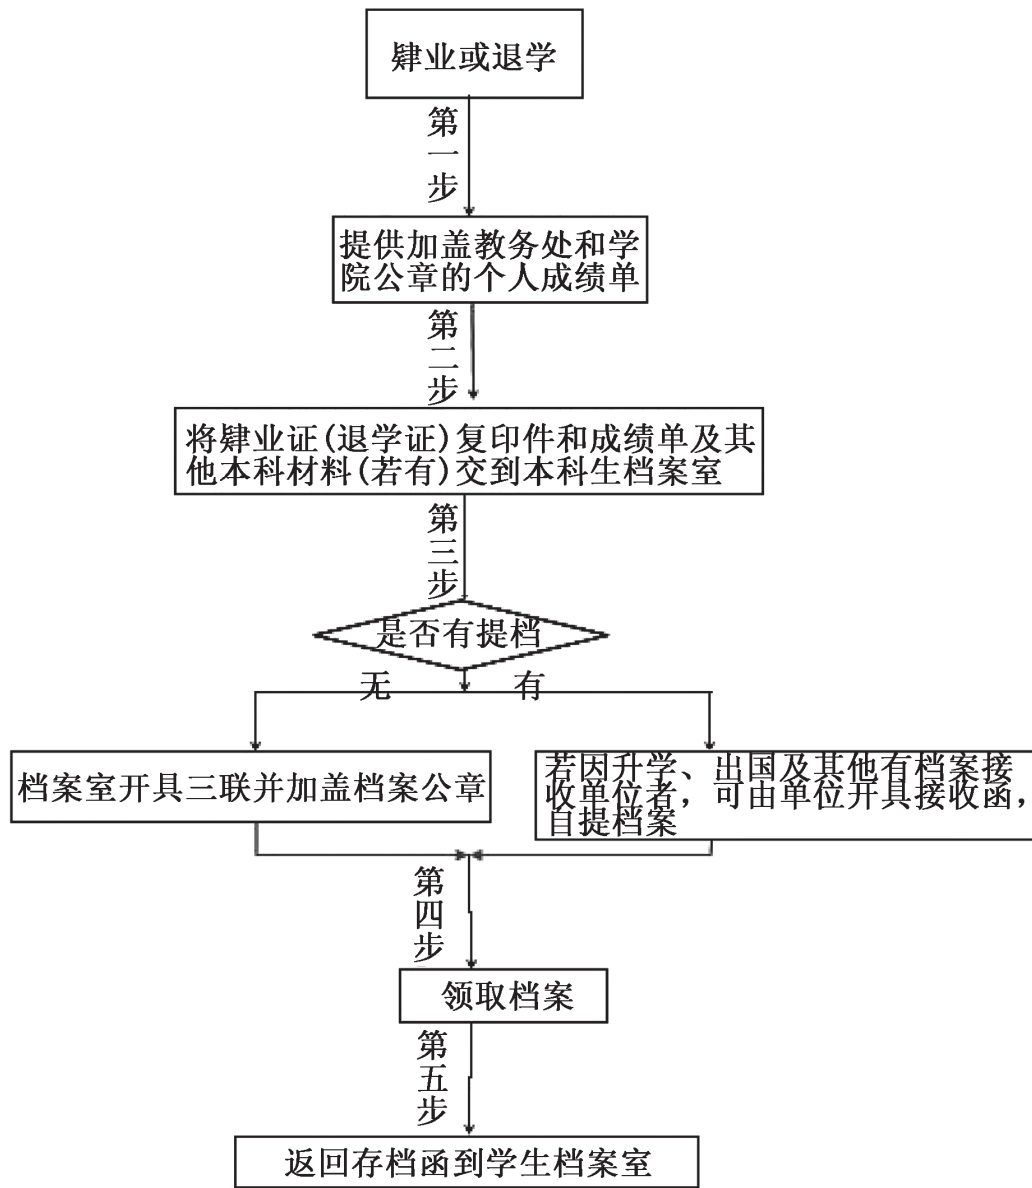 肄业或退学
第一步
提供加盖教务处和学
院公章的个人成绩单
第二步
将肄业证(退学证)复印件和成绩单及其
他本科材料(若有)交到本科生档案室
第三步
是否有提档
无
有
档案室开具三联并加盖档案公章
若因升学、出国及其他有档案接
收单位者，可由单位开具接收函，
自提档案
第四步
领取档案
第五步
返回存档函到学生档案室